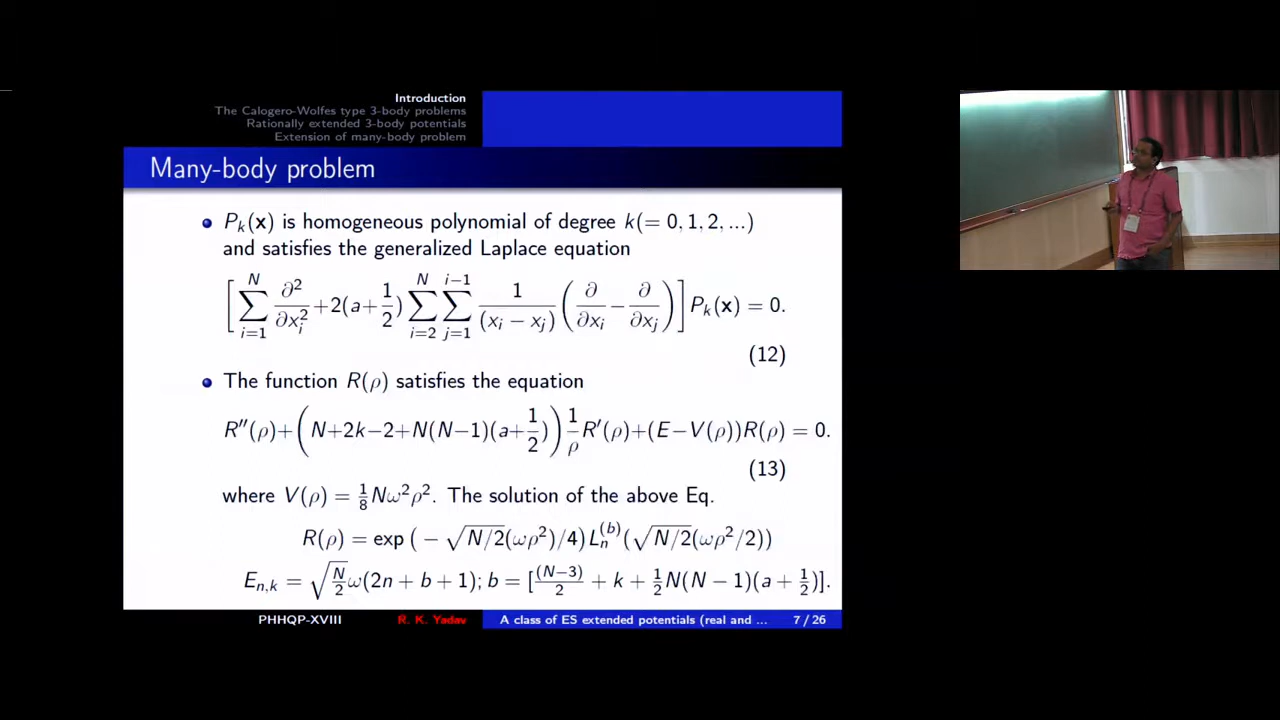 Introduction
The Calogero-Wolfes type 3-body problems
Rationally extended 3-body potentials
Extension of many-body problem
Many-body problem
P_k(x) is homogeneous polynomial of degree k(= 0, 1, 2, ...)
and satisfies the generalized Laplace equation
[∑_{i=1}^{N} ∂²/∂x_i² + 2(a+1/2) ∑_{i=2}^{N} ∑_{j=1}^{i−1} 1/(x_i − x_j) (∂/∂x_i − ∂/∂x_j)] P_k(x) = 0.
(12)
The function R(ρ) satisfies the equation
R″(ρ)+(N+2k−2+N(N−1)(a+1/2)) 1/ρ R′(ρ)+(E−V(ρ))R(ρ) = 0.
(13)
where V(ρ) = 1/8 Nω²ρ². The solution of the above Eq.
R(ρ) = exp (− √N/2(ωρ²)/4) L_n^{(b)}(√N/2(ωρ²/2))
E_{n,k} = √(N/2) ω(2n + b + 1); b = [(N−3)/2 + k + 1/2 N(N − 1)(a + 1/2)].
PHHQP-XVIII R. K. Yadav A class of ES extended potentials (real and ... 7 / 26